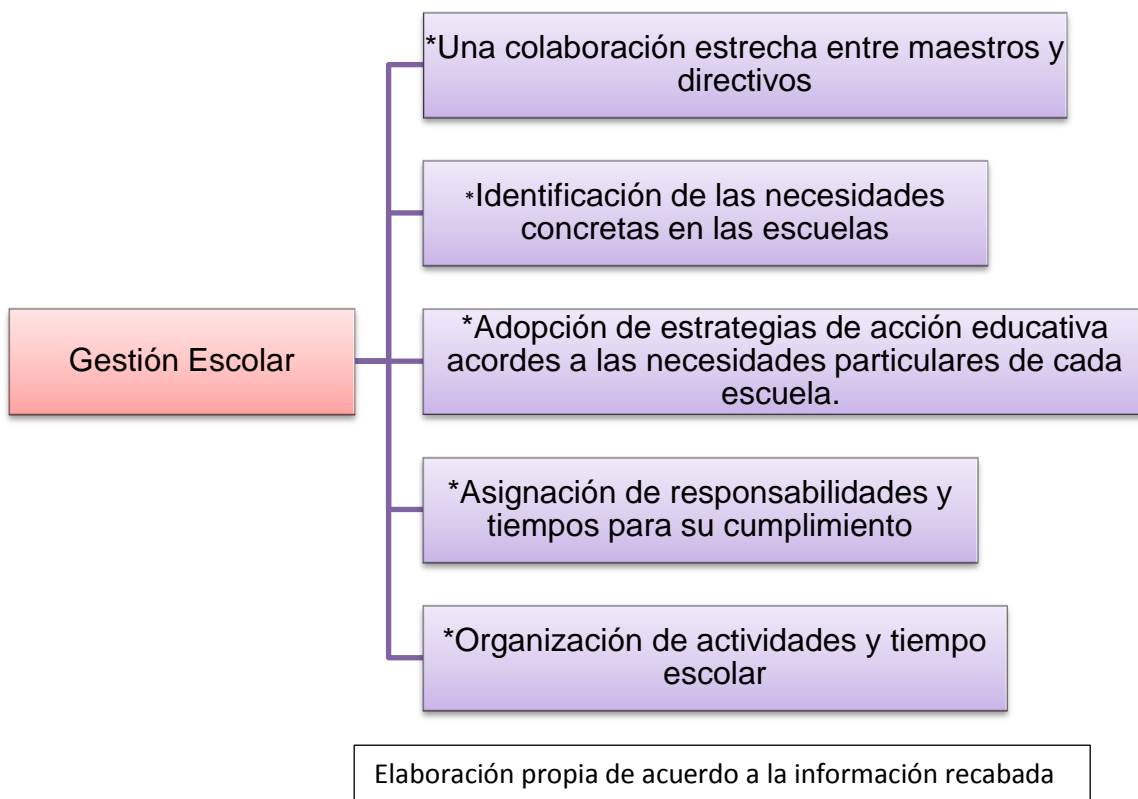 *Una colaboración estrecha entre maestros y
directivos
*Identificación de las necesidades
concretas en las escuelas
Gestión Escolar
*Adopción de estrategias de acción educativa
acordes a las necesidades particulares de cada
escuela.
*Asignación de responsabilidades y
tiempos para su cumplimiento
*Organización de actividades y tiempo
escolar
Elaboración propia de acuerdo a la información recabada